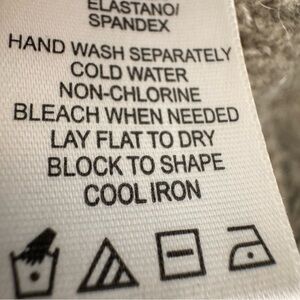 ELASTANO/
SPANDEX
HAND WASH SEPARATELY
COLD WATER
NON-CHLORINE
BLEACH WHEN NEEDED
LAY FLAT TO DRY
BLOCK TO SHAPE
COOL IRON